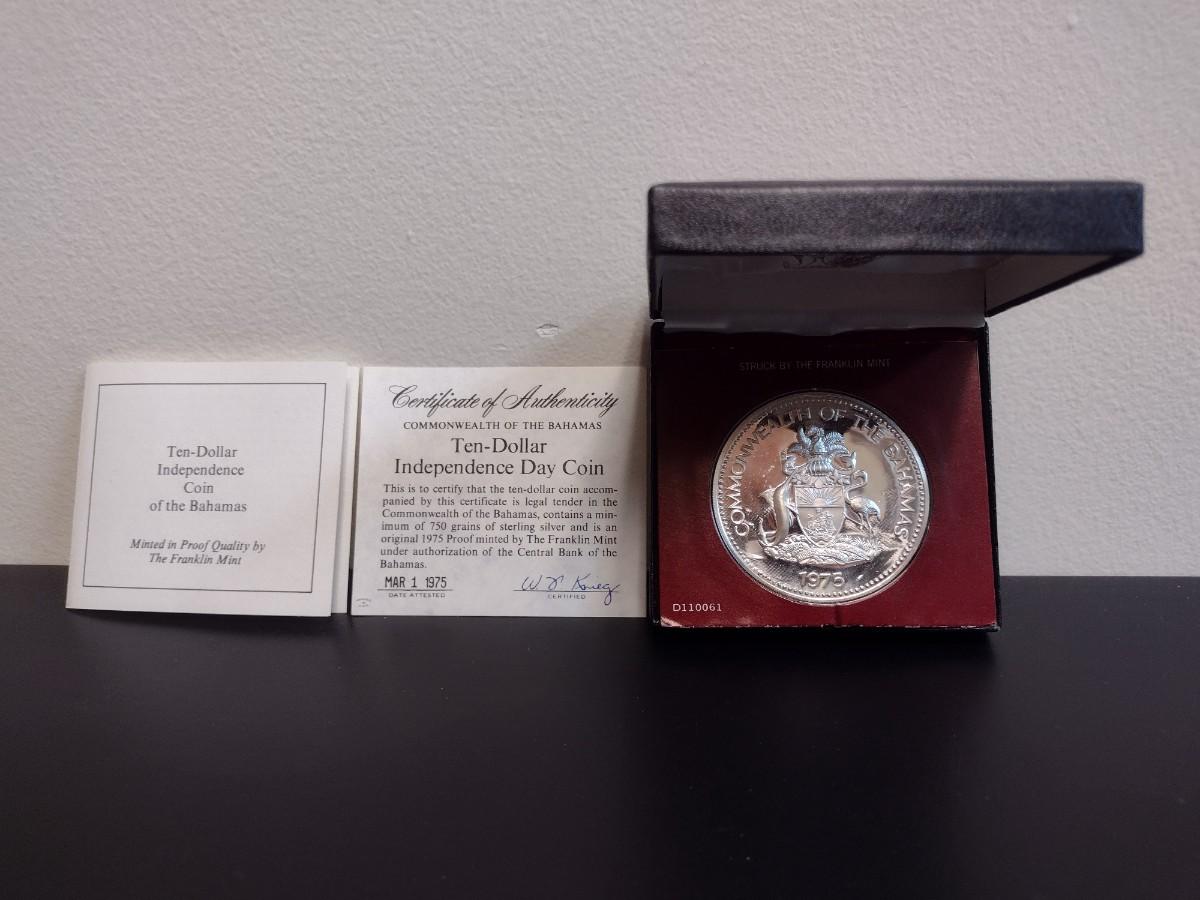 Ten-Dollar
Independence
Coin
of the Bahamas
Minted in Proof Quality by
The Franklin Mint
Certificate of Authenticity
COMMONWEALTH OF THE BAHAMAS
Ten-Dollar
Independence Day Coin
This is to certify that the ten-dollar coin accom-
panied by this certificate is legal tender in the
Commonwealth of the Bahamas, contains a min-
imum of 750 grains of sterling silver and is an
original 1975 Proof minted by The Franklin Mint
under authorization of the Central Bank of the
Bahamas.
MAR 1 1975
DATE ATTESTED
CERTIFIED
STRUCK BY THE FRANKLIN MINT
COMMONWEALTH OF THE BAHAMAS
1975
D110061